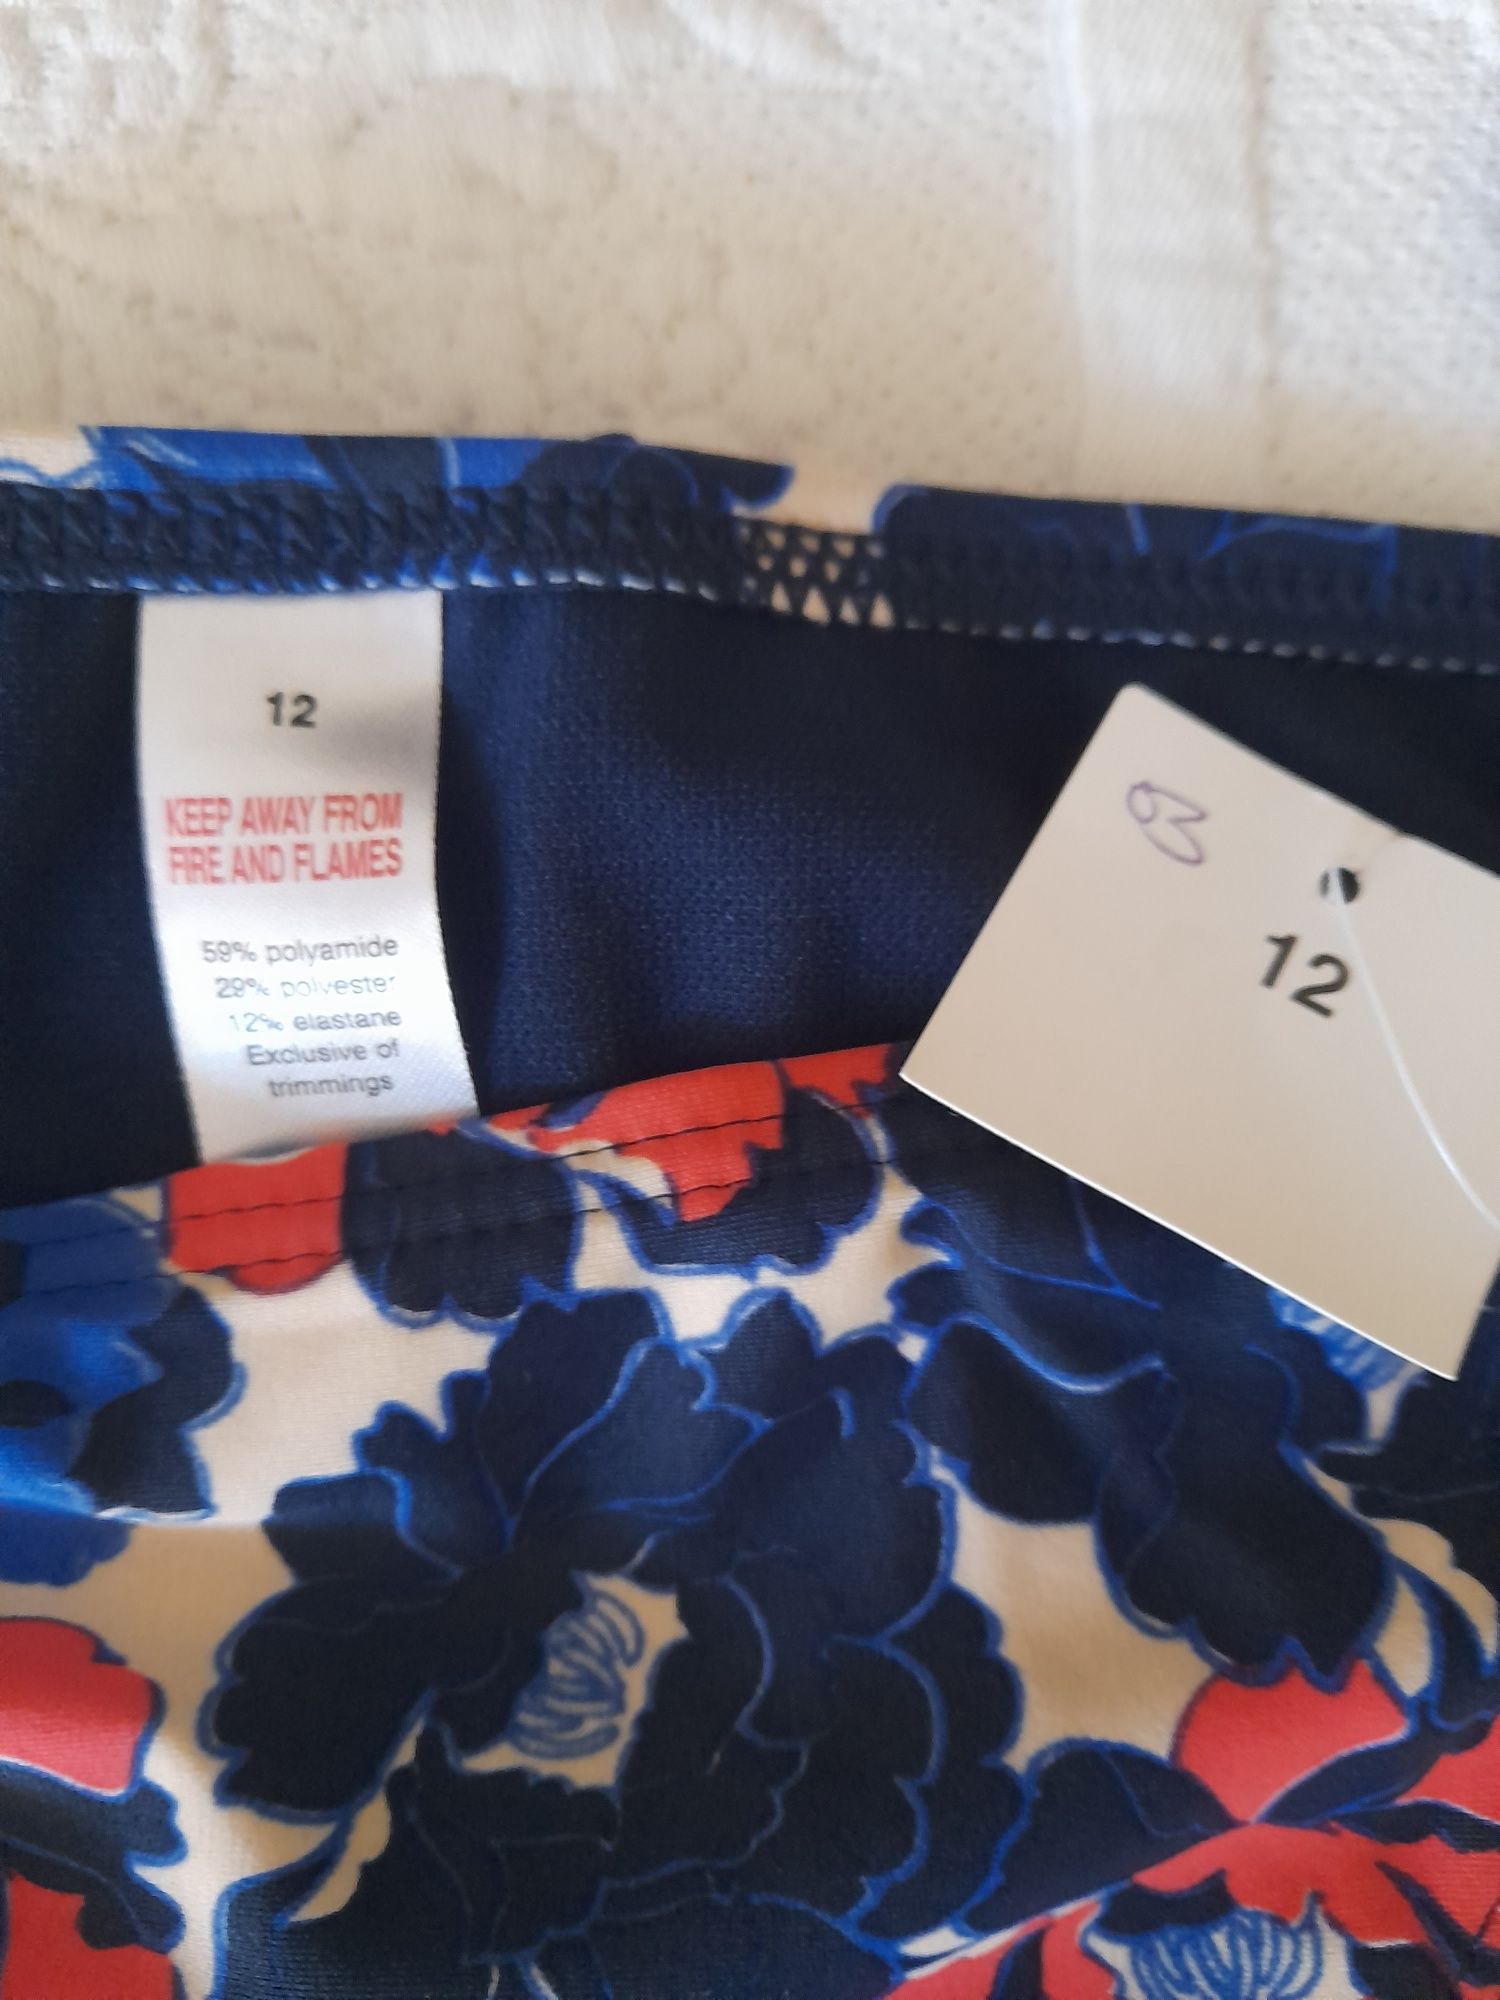 12
KEEP AWAY FROM
FIRE AND FLAMES
59% polyamide
29% polyester
12% elastane
Exclusive of
trimmings
12